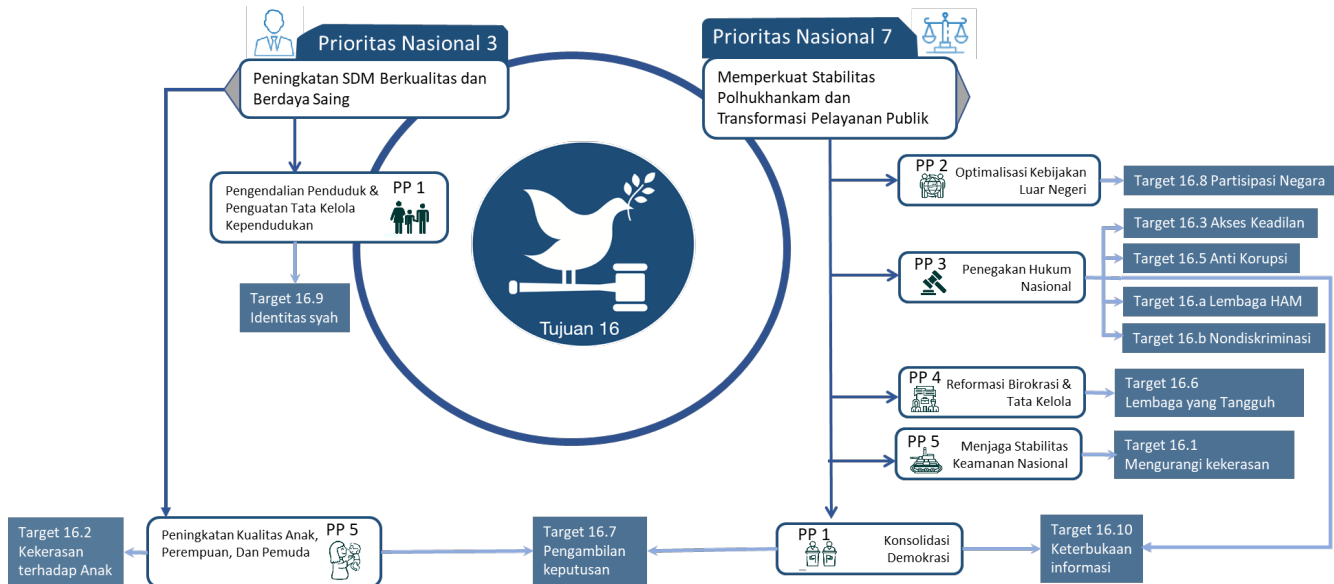 Prioritas Nasional 3
Peningkatan SDM Berkualitas dan
Berdaya Saing
Pengendalian Penduduk &
Penguatan Tata Kelola
Kependudukan
PP 1
Target 16.9
Identitas syah
Tujuan 16
Prioritas Nasional 7
Memperkuat Stabilitas
Polhukhankam dan
Transformasi Pelayanan Publik
PP 2
Optimalisasi Kebijakan
Luar Negeri
Target 16.8 Partisipasi Negara
PP 3
Penegakan Hukum
Nasional
Target 16.3 Akses Keadilan
Target 16.5 Anti Korupsi
Target 16.a Lembaga HAM
Target 16.b Nondiskriminasi
PP 4
Reformasi Birokrasi &
Tata Kelola
Target 16.6
Lembaga yang Tangguh
PP 5
Menjaga Stabilitas
Keamanan Nasional
Target 16.1
Mengurangi kekerasan
Target 16.2
Kekerasan
terhadap Anak
Peningkatan Kualitas Anak,
Perempuan, Dan Pemuda
PP 5
Target 16.7
Pengambilan
keputusan
PP 1
Konsolidasi
Demokrasi
Target 16.10
Keterbukaan
informasi